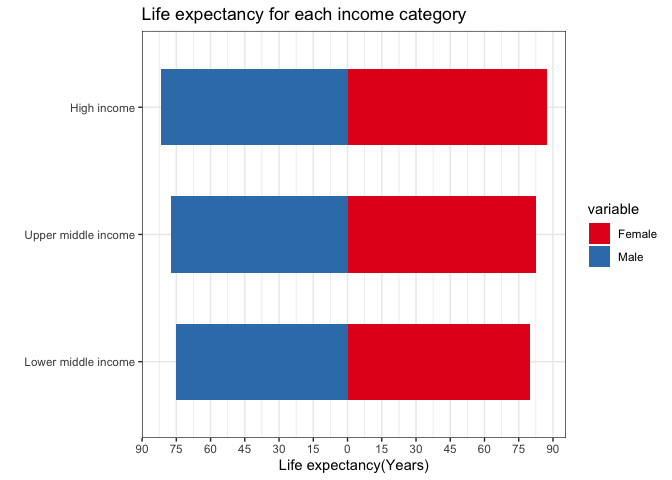 Life expectancy for each income category
High income
Upper middle income
Lower middle income
90 75 60 45 30 15 0 15 30 45 60 75 90
Life expectancy(Years)
variable
Female
Male